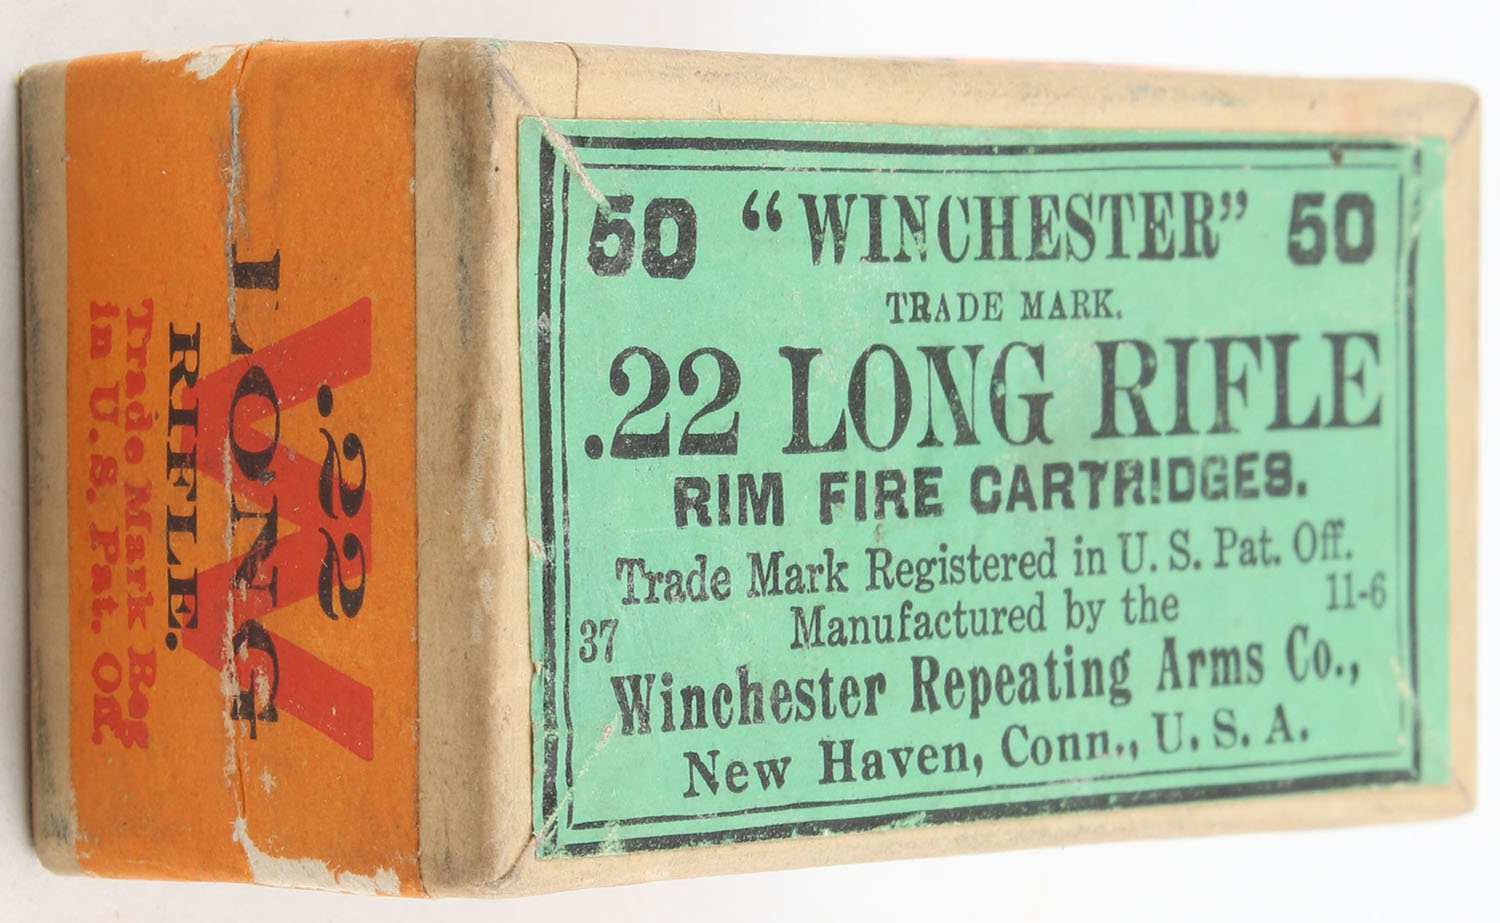 50 "WINCHESTER" 50
TRADE MARK.
.22 LONG RIFLE
RIM FIRE CARTRIDGES.
Trade Mark Registered in U. S. Pat. Off.
37 Manufactured by the 11-6
Winchester Repeating Arms Co.,
New Haven, Conn., U. S. A.
W
.22
LONG
RIFLE.
Trade Mark Reg
in U. S. Pat. Off.